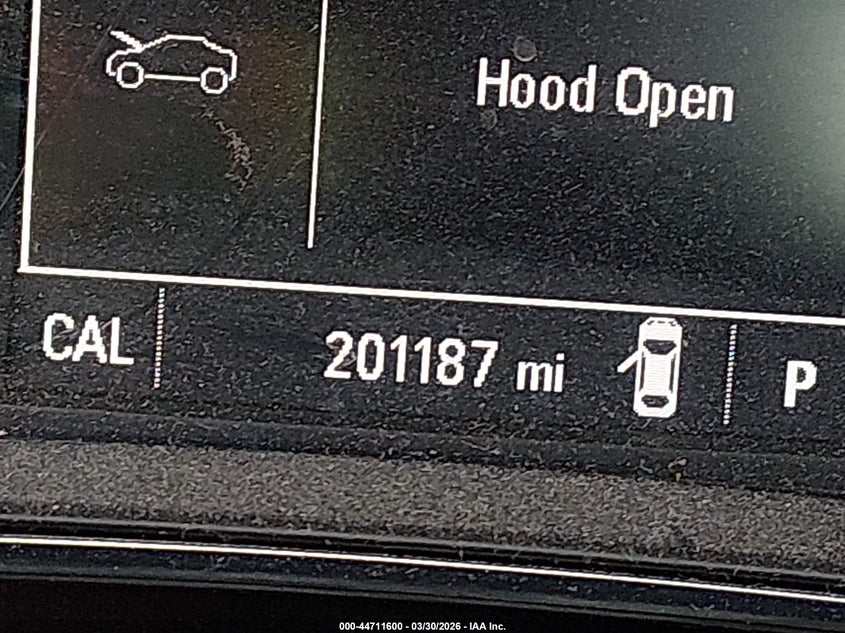 Hood Open
CAL 201187 mi P
000-44711600 - 03/30/2026 - IAA Inc.